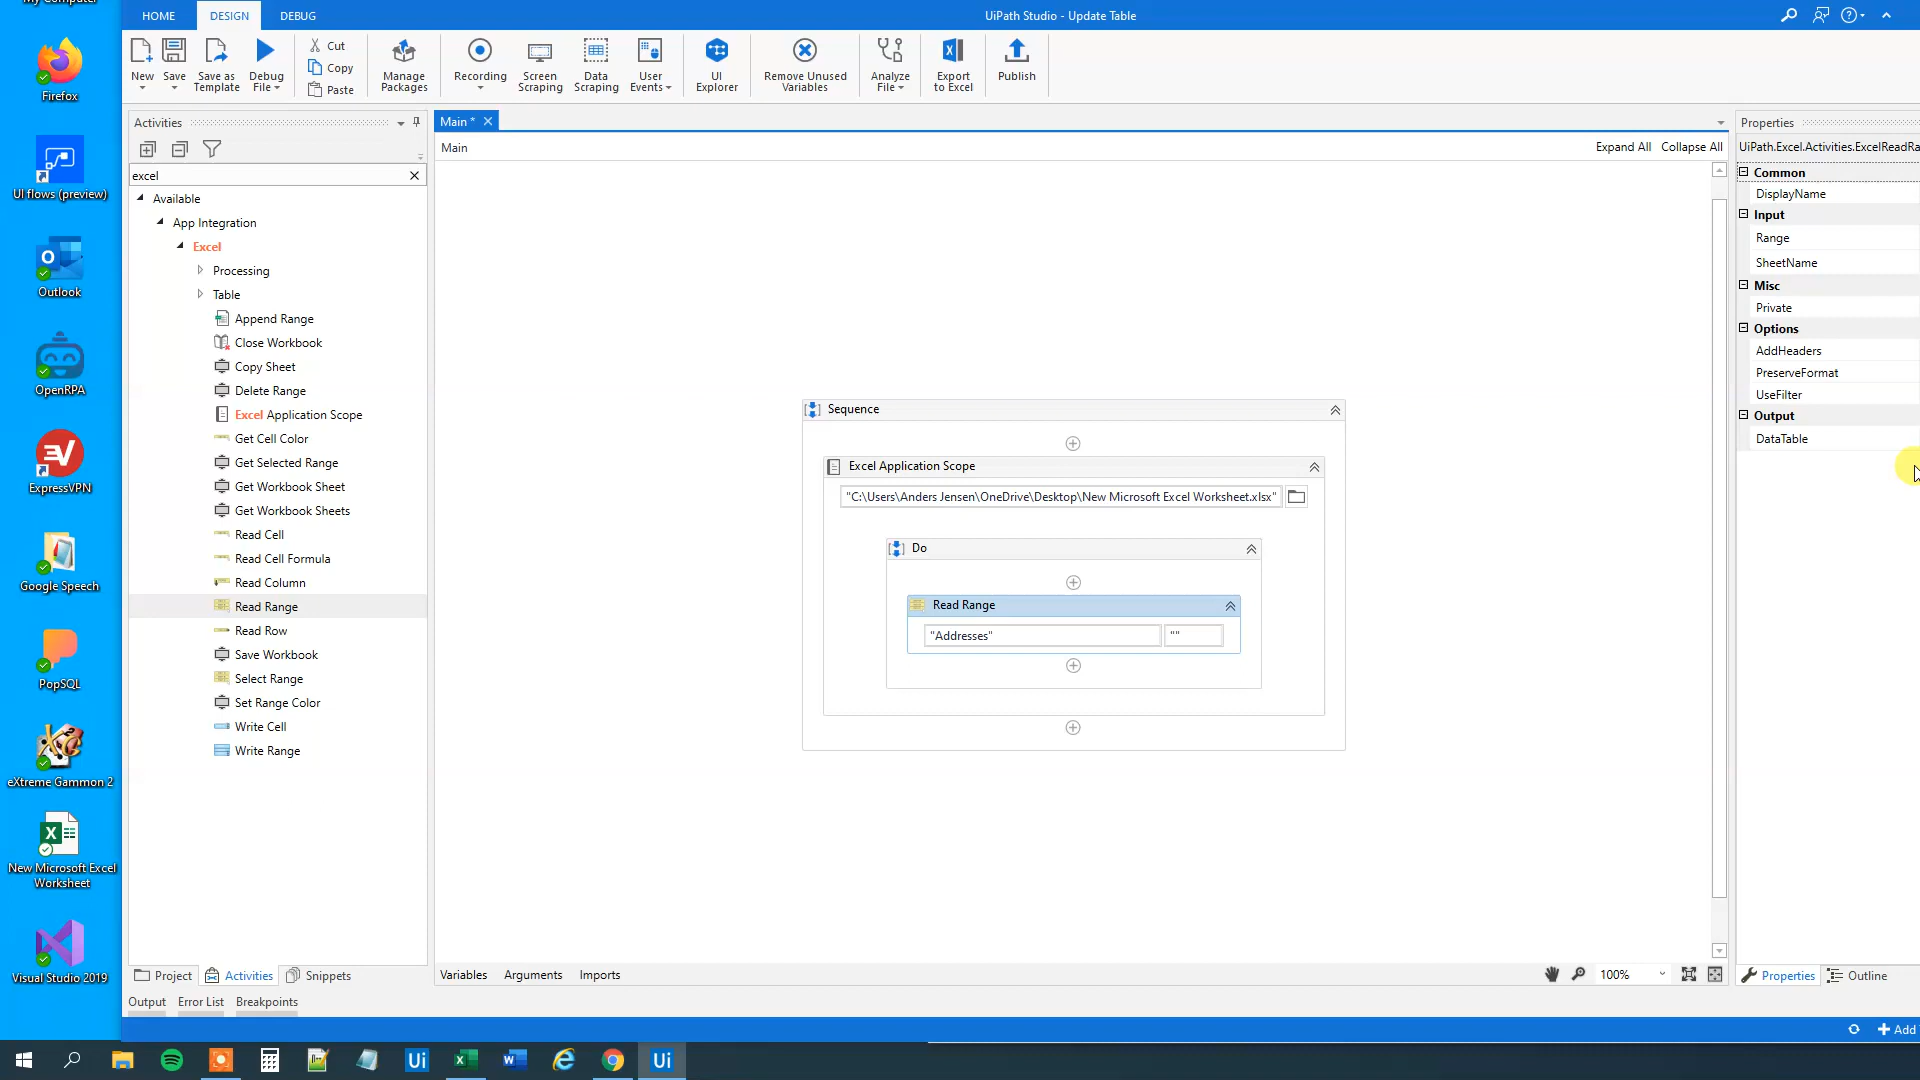 My Computer
Firefox
UI flows (preview)
Outlook
OpenRPA
ExpressVPN
Google Speech
PopSQL
eXtreme Gammon 2
New Microsoft Excel
Worksheet
Visual Studio 2019
HOME
DESIGN
DEBUG
UiPath Studio - Update Table
New
Save
Save as
Template
Debug
File
Cut
Copy
Paste
Manage
Packages
Recording
Screen
Scraping
Data
Scraping
User
Events
UI
Explorer
Remove Unused
Variables
Analyze
File
Export
to Excel
Publish
Activities
excel
Available
App Integration
Excel
Processing
Table
Append Range
Close Workbook
Copy Sheet
Delete Range
Excel Application Scope
Get Cell Color
Get Selected Range
Get Workbook Sheet
Get Workbook Sheets
Read Cell
Read Cell Formula
Read Column
Read Range
Read Row
Save Workbook
Select Range
Set Range Color
Write Cell
Write Range
Project
Activities
Snippets
Main *
Main
Expand All
Collapse All
Sequence
Excel Application Scope
"C:\Users\Anders Jensen\OneDrive\Desktop\New Microsoft Excel Worksheet.xlsx"
Do
Read Range
"Addresses"
""
Variables
Arguments
Imports
100%
Properties
UiPath.Excel.Activities.ExcelReadRa
Common
DisplayName
Input
Range
SheetName
Misc
Private
Options
AddHeaders
PreserveFormat
UseFilter
Output
DataTable
Properties
Outline
Output
Error List
Breakpoints
Add
Ui
Ui